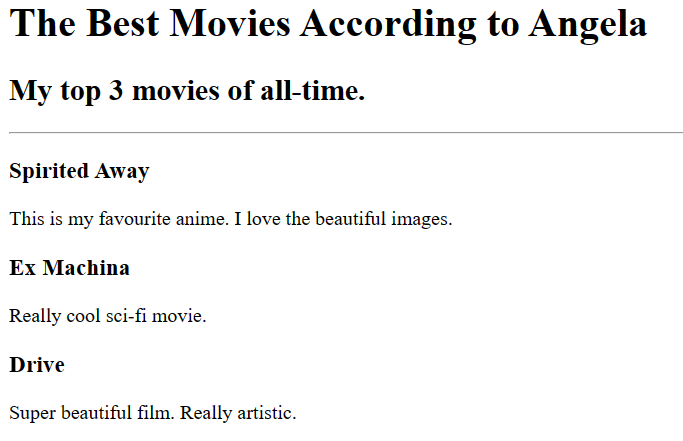 The Best Movies According to Angela
My top 3 movies of all-time.
Spirited Away
This is my favourite anime. I love the beautiful images.
Ex Machina
Really cool sci-fi movie.
Drive
Super beautiful film. Really artistic.